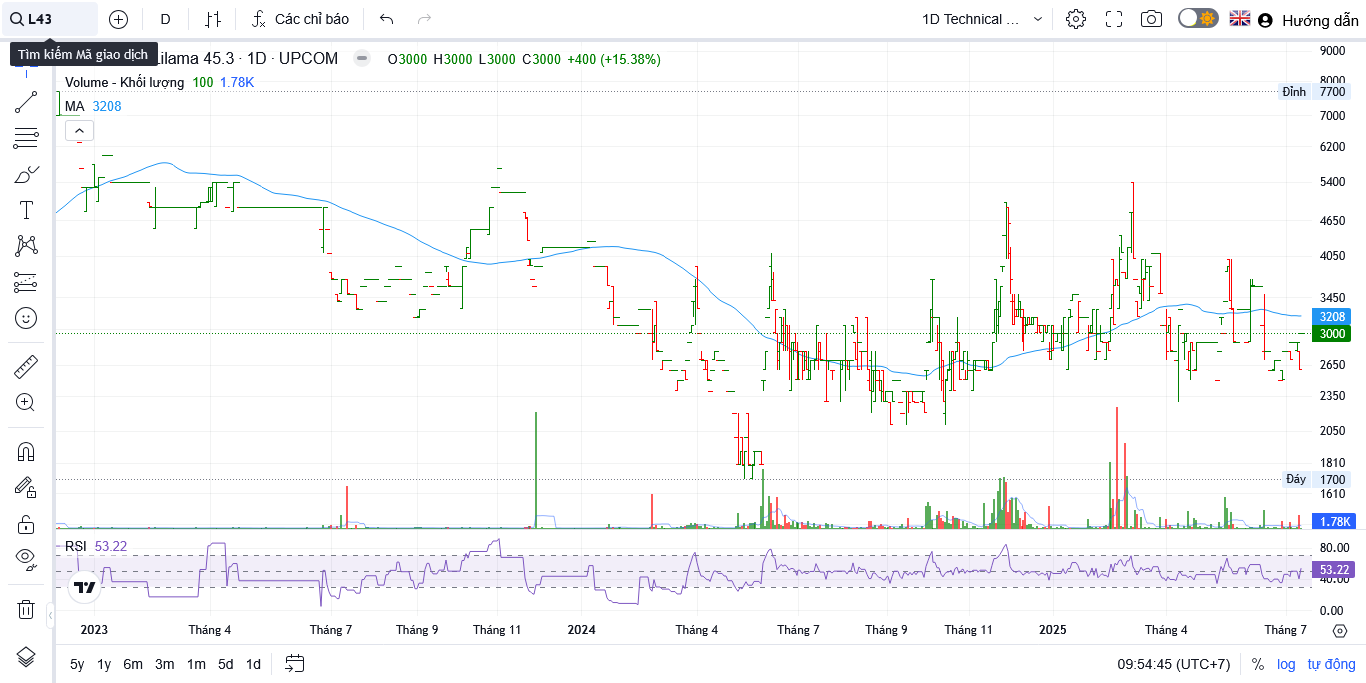 L43
D
Các chỉ báo
1D Technical ...
Hướng dẫn
Tìm kiếm Mã giao dịch
Lilama 45.3 · 1D · UPCOM
O3000 H3000 L3000 C3000 +400 (+15.38%)
Volume - Khối lượng 100 1.78K
MA 3208
9000
8000
Đỉnh 7700
7000
6200
5400
4650
4050
3450
3208
3000
2650
2350
2050
1810
Đáy 1700
1610
1.78K
RSI 53.22
80.00
53.22
40.00
0.00
2023 Tháng 4 Tháng 7 Tháng 9 Tháng 11 2024 Tháng 4 Tháng 7 Tháng 9 Tháng 11 2025 Tháng 4 Tháng 7
5y 1y 6m 3m 1m 5d 1d
09:54:45 (UTC+7) % log tự động